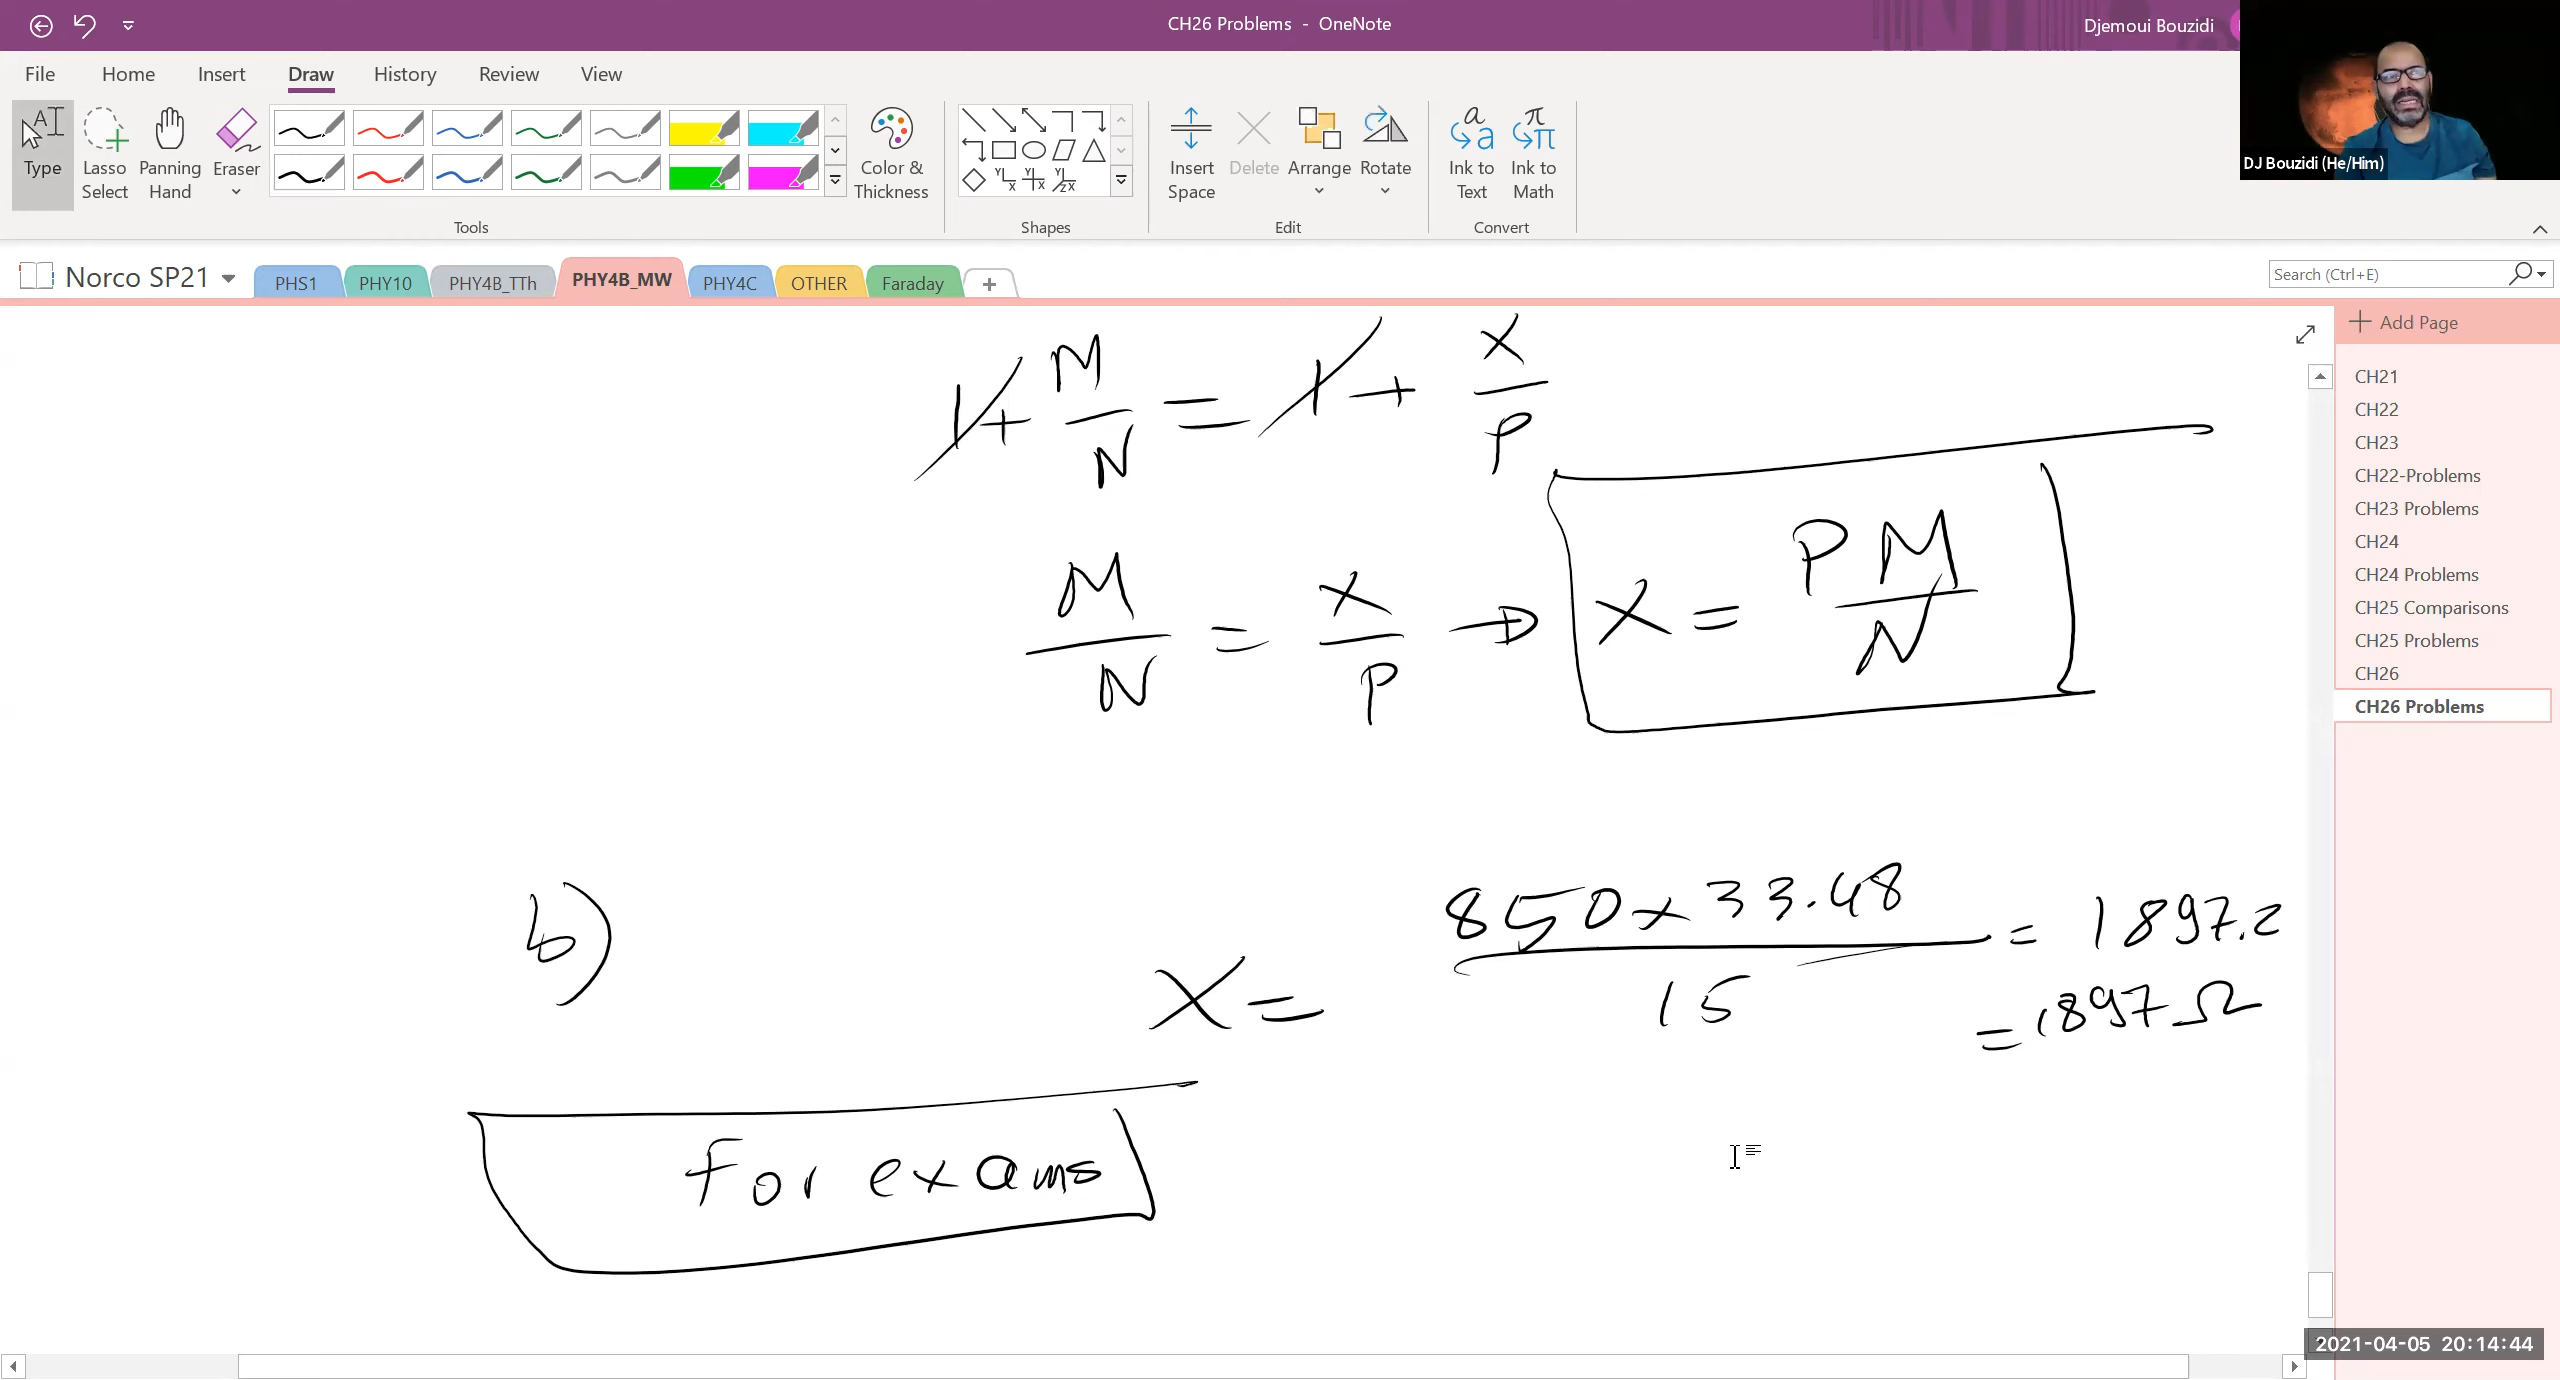 CH26 Problems - OneNote
Djemoui Bouzidi
File Home Insert Draw History Review View
Type
Lasso Select
Panning Hand
Eraser
Color & Thickness
Insert Space
Delete
Arrange
Rotate
Ink to Text
Ink to Math
Tools
Shapes
Edit
Convert
DJ Bouzidi (He/Him)
Norco SP21
PHS1 PHY10 PHY4B_TTh PHY4B_MW PHY4C OTHER Faraday +
Search (Ctrl+E)
Add Page
CH21
CH22
CH23
CH22-Problems
CH23 Problems
CH24
CH24 Problems
CH25 Comparisons
CH25 Problems
CH26
CH26 Problems
1 + M/N = 1 + X/P
M/N = X/P → X = PM/N
b) X = 850 x 33.48 / 15 = 1897.2
= 1897 Ω
for exams
2021-04-05 20:14:44